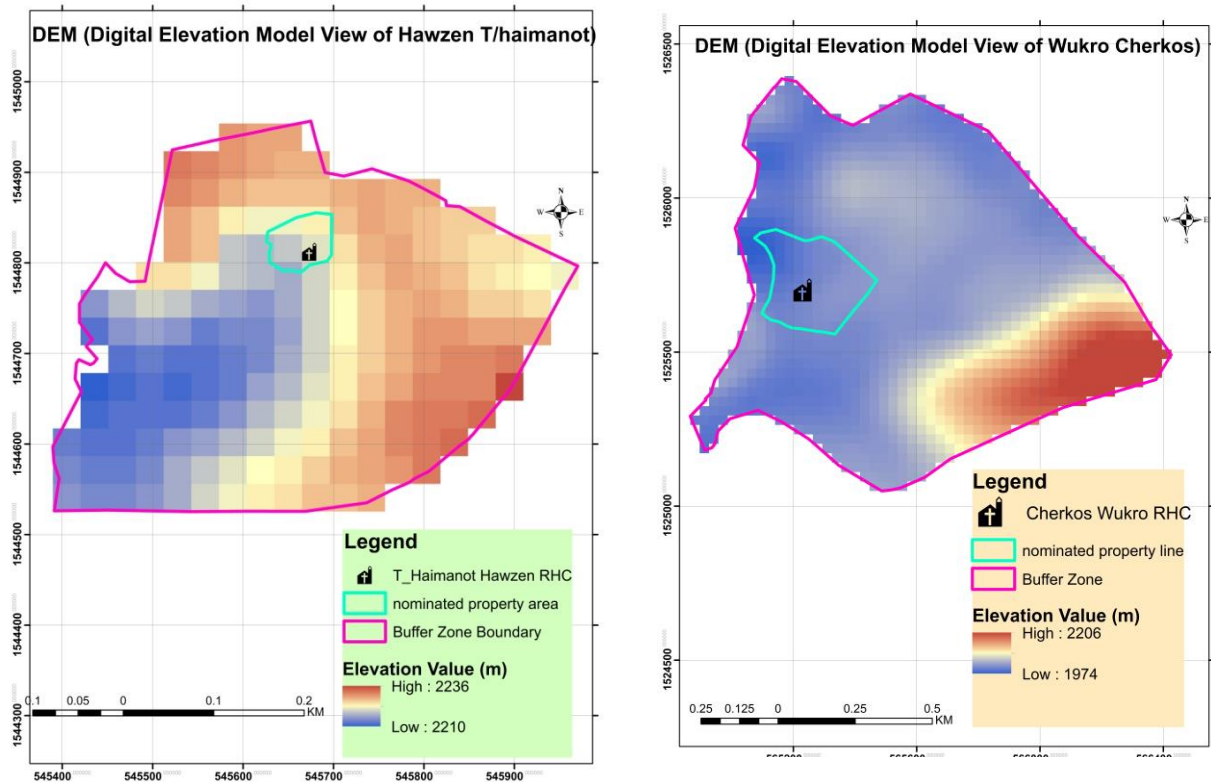 DEM (Digital Elevation Model View of Hawzen T/haimanot)
1545000
1544900
1544800
1544700
1544600
1544500
1544400
1544300
N
W E
S
Legend
T_Haimanot Hawzen RHC
nominated property area
Buffer Zone Boundary
Elevation Value (m)
High : 2236
Low : 2210
0.1 0.05 0 0.1 0.2
KM
545400 545500 545600 545700 545800 545900
DEM (Digital Elevation Model View of Wukro Cherkos)
1526500
1526000
1525500
1525000
1524500
N
W E
S
Legend
Cherkos Wukro RHC
nominated property line
Buffer Zone
Elevation Value (m)
High : 2206
Low : 1974
0.25 0.125 0 0.25 0.5
KM